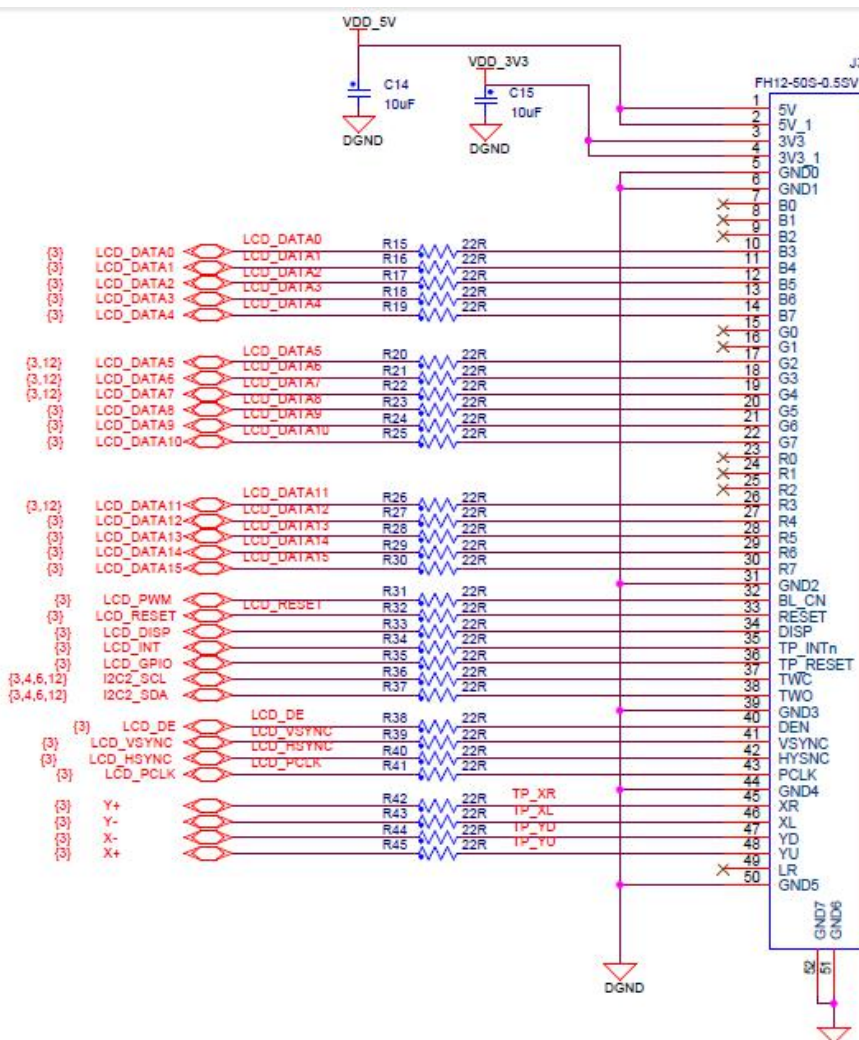 VDD_5V
C14
10uF
DGND
VDD_3V3
C15
10uF
DGND
FH12-50S-0.5SV
1 5V
2 5V_1
3 3V3
4 3V3_1
5 GND0
6 GND1
7 B0
8 B1
9 B2
{3} LCD_DATA0 LCD_DATA0 R15 22R 10 B3
{3} LCD_DATA1 LCD_DATA1 R16 22R 11 B4
{3} LCD_DATA2 LCD_DATA2 R17 22R 12 B5
{3} LCD_DATA3 LCD_DATA3 R18 22R 13 B6
{3} LCD_DATA4 LCD_DATA4 R19 22R 14 B7
15 G0
16 G1
{3,12} LCD_DATA5 LCD_DATA5 R20 22R 17 G2
{3,12} LCD_DATA6 LCD_DATA6 R21 22R 18 G3
{3,12} LCD_DATA7 LCD_DATA7 R22 22R 19 G4
{3} LCD_DATA8 LCD_DATA8 R23 22R 20 G5
{3} LCD_DATA9 LCD_DATA9 R24 22R 21 G6
{3} LCD_DATA10 LCD_DATA10 R25 22R 22 G7
23 R0
24 R1
25 R2
{3,12} LCD_DATA11 LCD_DATA11 R26 22R 26 R3
{3} LCD_DATA12 LCD_DATA12 R27 22R 27 R4
{3} LCD_DATA13 LCD_DATA13 R28 22R 28 R5
{3} LCD_DATA14 LCD_DATA14 R29 22R 29 R6
{3} LCD_DATA15 LCD_DATA15 R30 22R 30 R7
31 GND2
{3} LCD_PWM R31 22R 32 BL_CN
{3} LCD_RESET LCD_RESET R32 22R 33 RESET
{3} LCD_DISP R33 22R 34 DISP
{3} LCD_INT R34 22R 35 TP_INTn
{3} LCD_GPIO R35 22R 36 TP_RESET
{3,4,6,12} I2C2_SCL R36 22R 37 TWC
{3,4,6,12} I2C2_SDA R37 22R 38 TWO
39 GND3
{3} LCD_DE LCD_DE R38 22R 40 DEN
{3} LCD_VSYNC LCD_VSYNC R39 22R 41 VSYNC
{3} LCD_HSYNC LCD_HSYNC R40 22R 42 HYSNC
{3} LCD_PCLK LCD_PCLK R41 22R 43 PCLK
44 GND4
{3} Y+ R42 22R TP_XR 45 XR
{3} Y- R43 22R TP_XL 46 XL
{3} X- R44 22R TP_YD 47 YD
{3} X+ R45 22R TP_YU 48 YU
49 LR
50 GND5
GND7
GND6
52
51
DGND